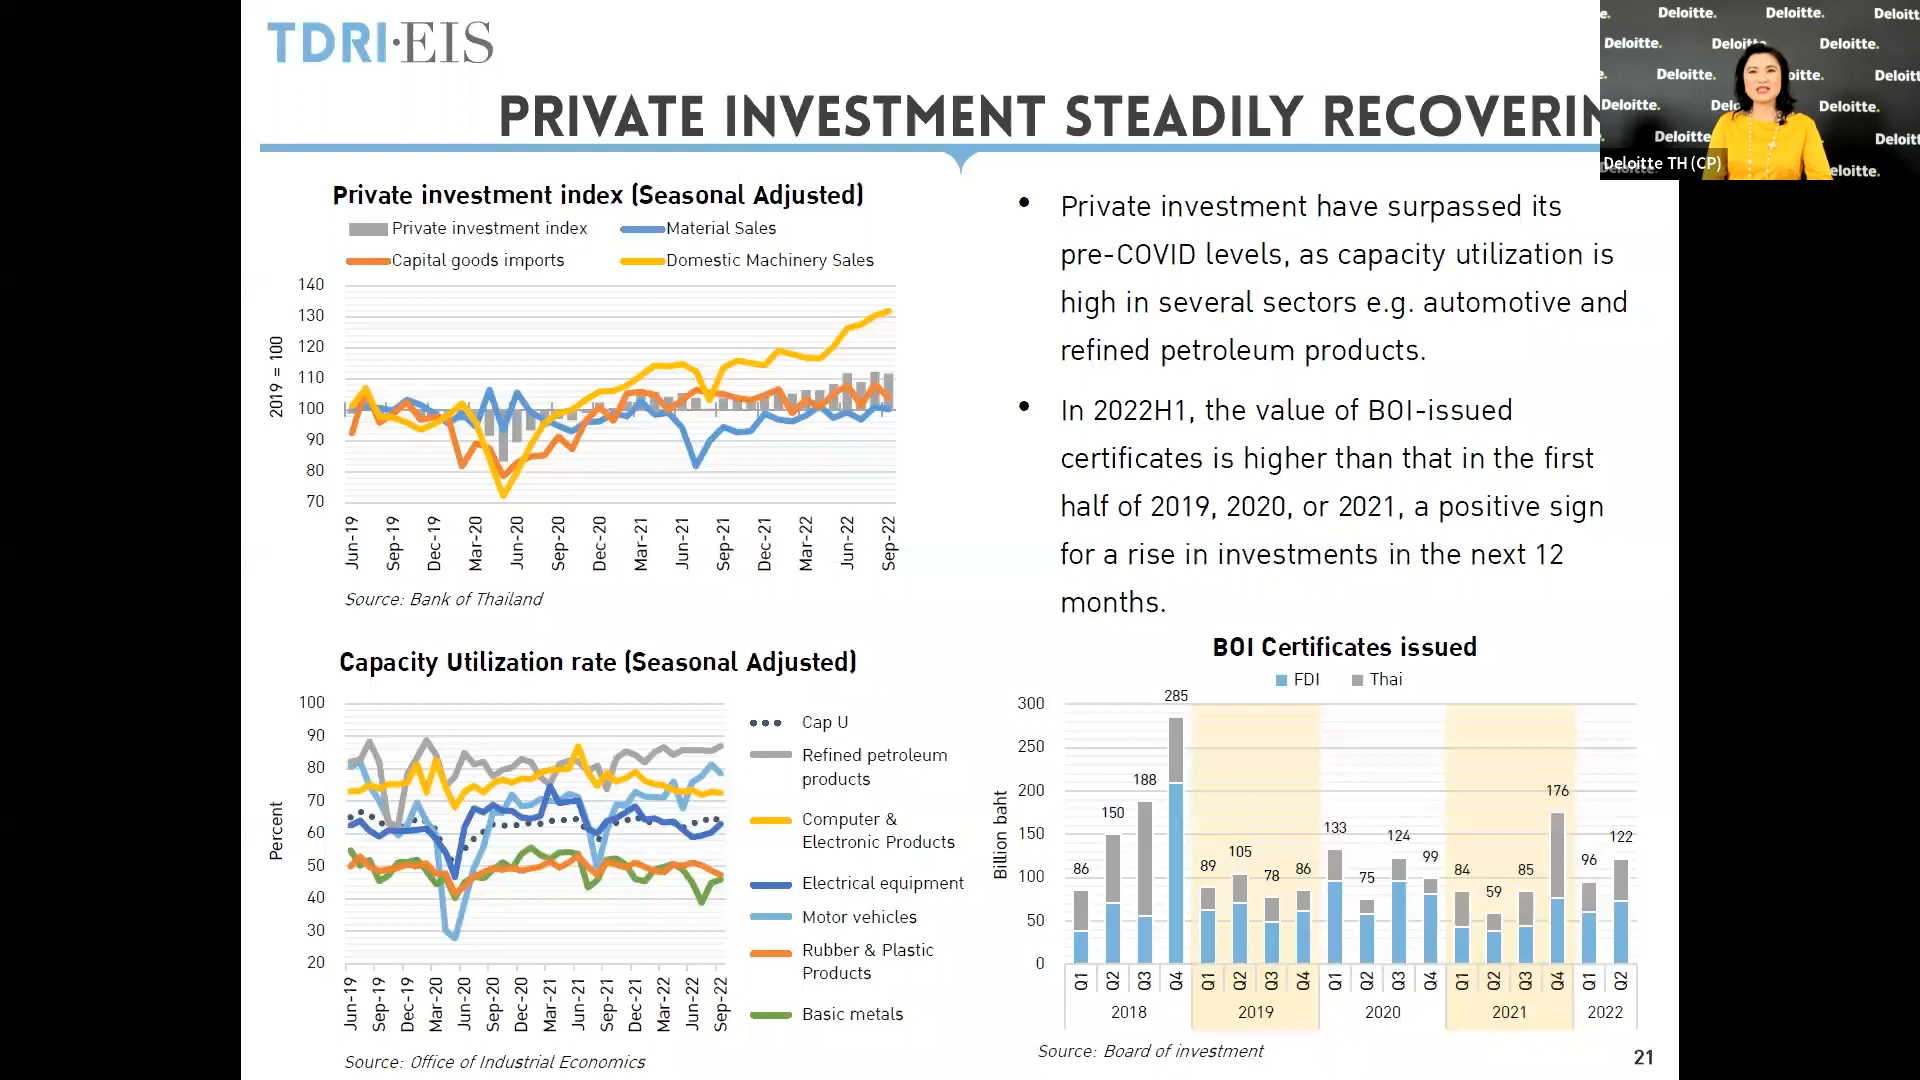 TDRI·EIS
PRIVATE INVESTMENT STEADILY RECOVERIN
Deloitte TH (CP)
Deloitte. Deloitte. Deloitt
Deloitte. Deloitte. Deloitte.
Deloitte. Deloitt
Deloitte. Deloitte.
Deloitte. Deloitt
eloitte.
Private investment index (Seasonal Adjusted)
Private investment index
Material Sales
Capital goods imports
Domestic Machinery Sales
2019 = 100
140
130
120
110
100
90
80
70
Jun-19
Sep-19
Dec-19
Mar-20
Jun-20
Sep-20
Dec-20
Mar-21
Jun-21
Sep-21
Dec-21
Mar-22
Jun-22
Sep-22
Source: Bank of Thailand
• Private investment have surpassed its
pre-COVID levels, as capacity utilization is
high in several sectors e.g. automotive and
refined petroleum products.
• In 2022H1, the value of BOI-issued
certificates is higher than that in the first
half of 2019, 2020, or 2021, a positive sign
for a rise in investments in the next 12
months.
Capacity Utilization rate (Seasonal Adjusted)
Percent
100
90
80
70
60
50
40
30
20
Jun-19
Sep-19
Dec-19
Mar-20
Jun-20
Sep-20
Dec-20
Mar-21
Jun-21
Sep-21
Dec-21
Mar-22
Jun-22
Sep-22
Cap U
Refined petroleum
products
Computer &
Electronic Products
Electrical equipment
Motor vehicles
Rubber & Plastic
Products
Basic metals
Source: Office of Industrial Economics
BOI Certificates issued
FDI
Thai
Billion baht
300
250
200
150
100
50
0
86 150 188 285 89 105 78 86 133 75 124 99 84 59 85 176 96 122
Q1 Q2 Q3 Q4 Q1 Q2 Q3 Q4 Q1 Q2 Q3 Q4 Q1 Q2 Q3 Q4 Q1 Q2
2018 2019 2020 2021 2022
Source: Board of investment
21